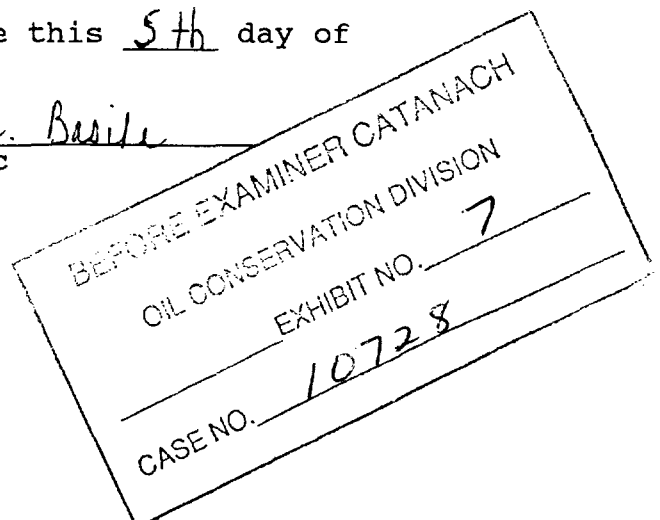 e this 5th day of
. Basile
c
BEFORE EXAMINER CATANACH
OIL CONSERVATION DIVISION
EXHIBIT NO. 7
CASE NO. 10728